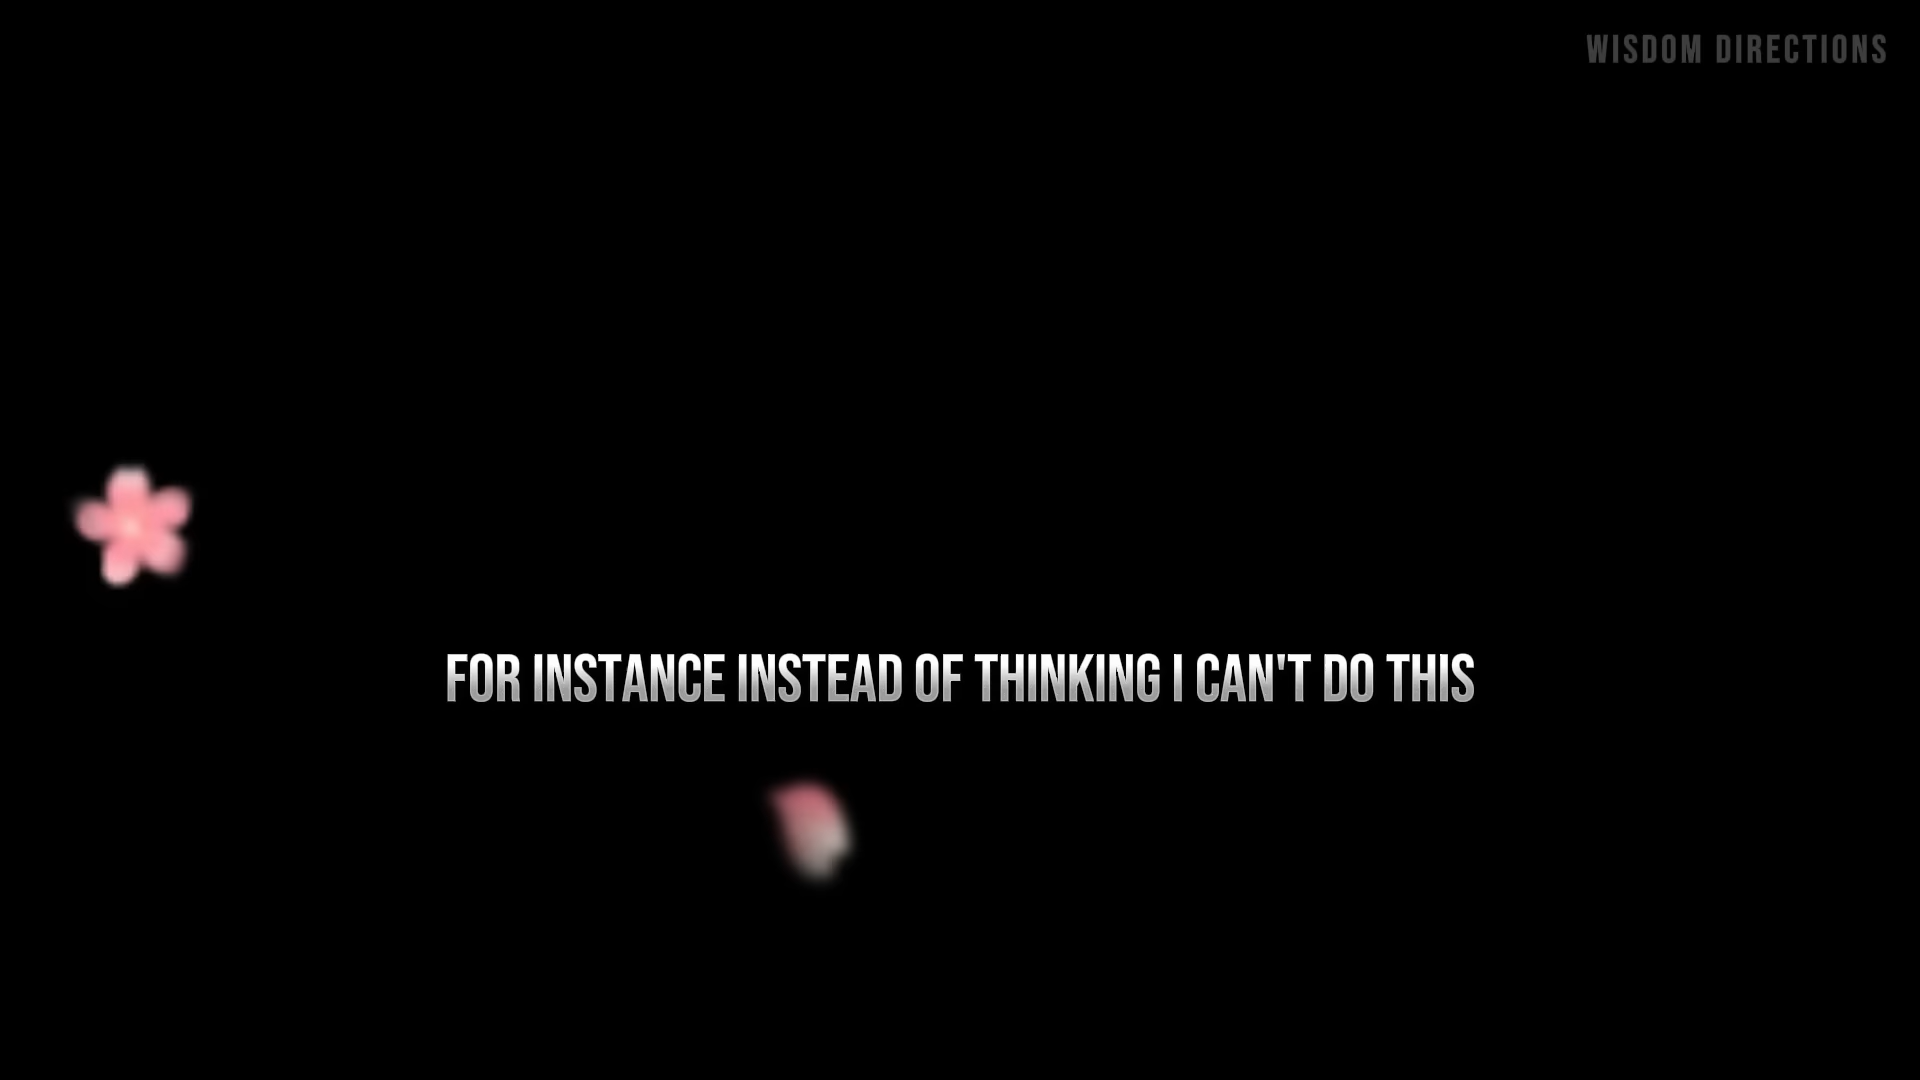 WISDOM DIRECTIONS
FOR INSTANCE INSTEAD OF THINKING I CAN'T DO THIS